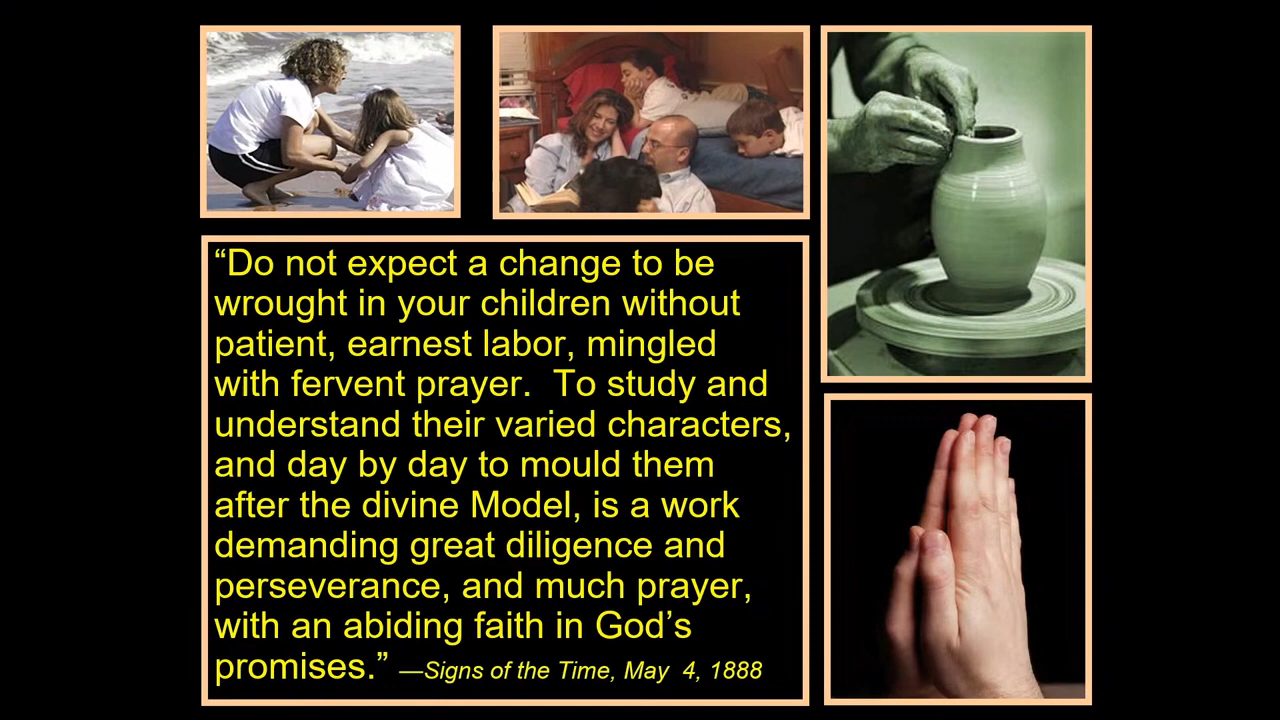 “Do not expect a change to be
wrought in your children without
patient, earnest labor, mingled
with fervent prayer.  To study and
understand their varied characters,
and day by day to mould them
after the divine Model, is a work
demanding great diligence and
perseverance, and much prayer,
with an abiding faith in God’s
promises.” —Signs of the Time, May  4, 1888